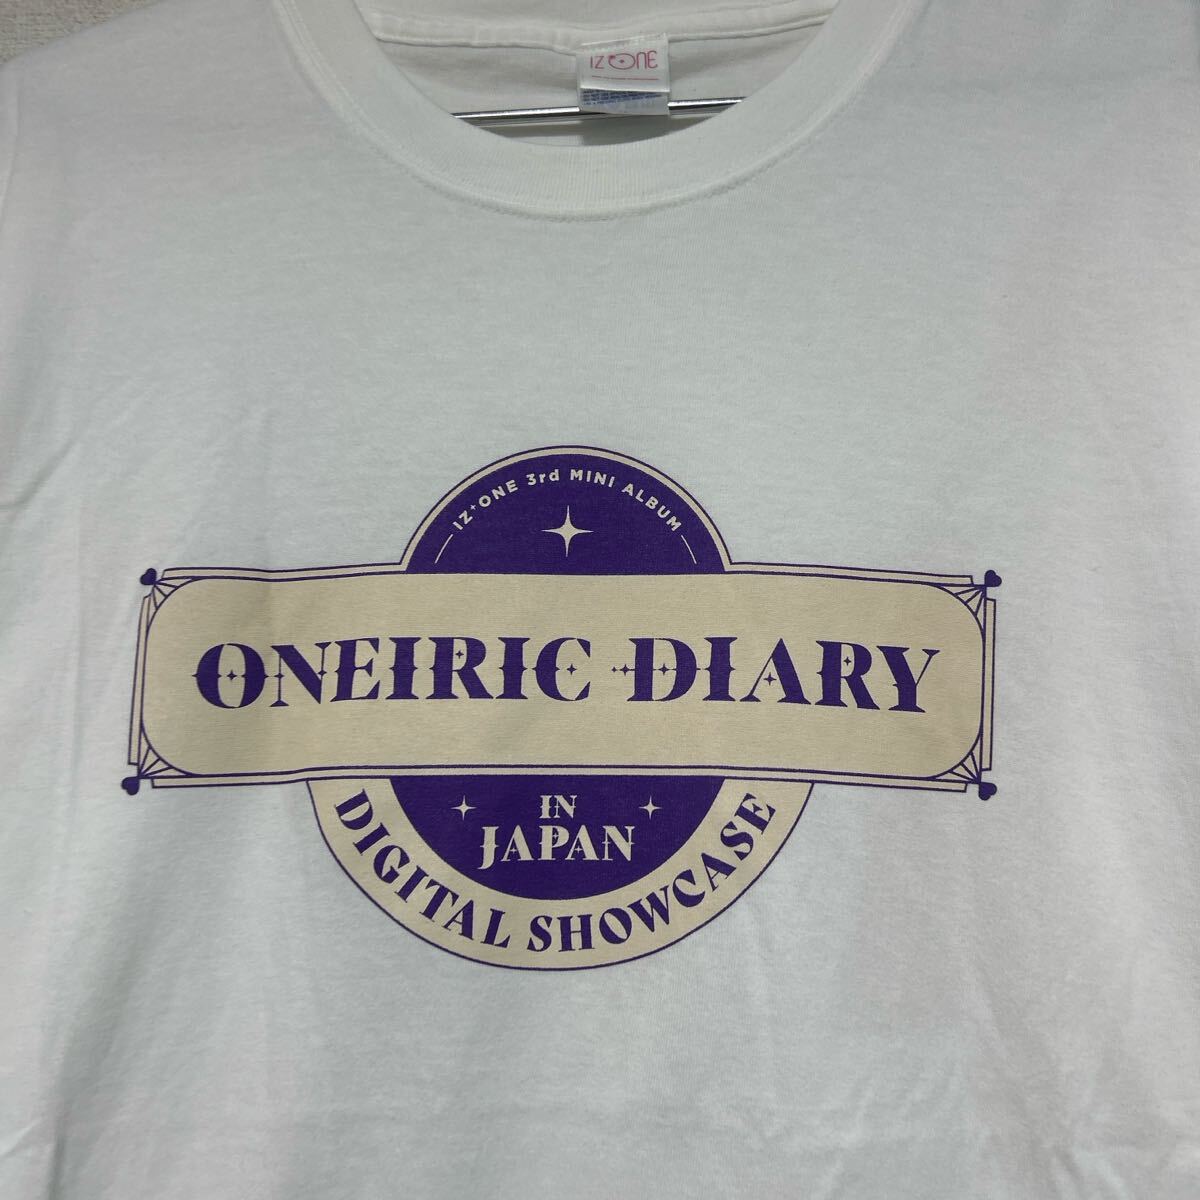 IZ ONE
IZ*ONE 3rd MINI ALBUM
ONEIRIC DIARY
IN
JAPAN
DIGITAL SHOWCASE